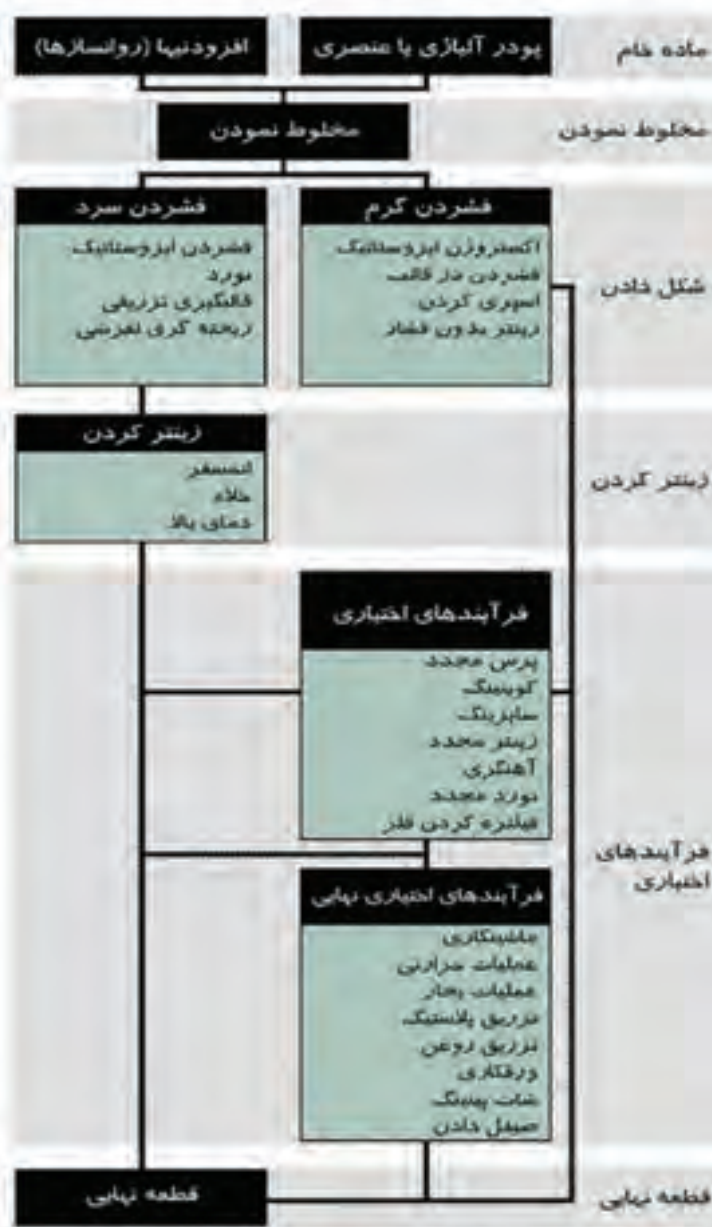 ماده خام
پودر آلیاژی یا عنصری
افزودنیها (روانسازها)
مخلوط نمودن
مخلوط نمودن
شکل دادن
فشردن گرم
اکستروژن ایزوستاتیک
فشردن در قالب
اسپری کردن
زینتر بدون فشار
فشردن سرد
فشردن ایزوستاتیک
نورد
قالبگیری تزریقی
ریخته گری
زینتر کردن
زینتر کردن
اتمسفر
خلاء
دمای بالا
فرآیندهای
اختیاری
فرآیندهای اختیاری
پرس مجدد
کوینینگ
سایزینگ
زینتر مجدد
آهنگری
نورد مجدد
فیلتره کردن فلز
فرآیندهای اختیاری نهایی
ماشینکاری
عملیات حرارتی
عملیات بخار
تزریق پلاستیک
تزریق روغن
ورقکاری
شات پینینگ
صیقل دادن
قطعه نهایی
قطعه نهایی